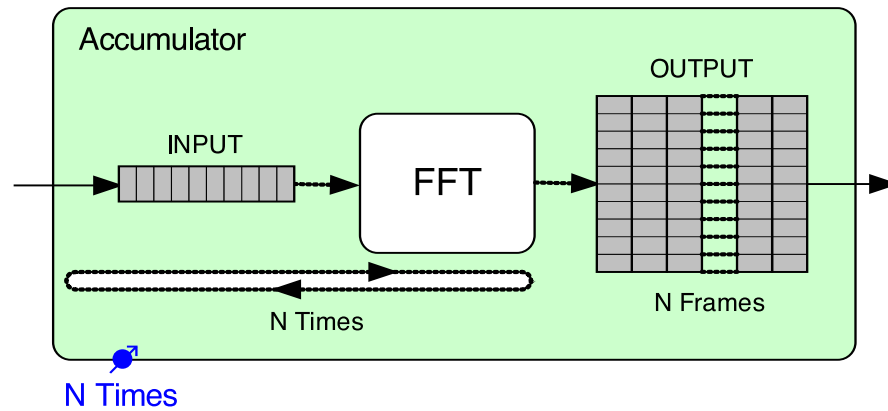 Accumulator
OUTPUT
INPUT
FFT
N Frames
N Times
N Times